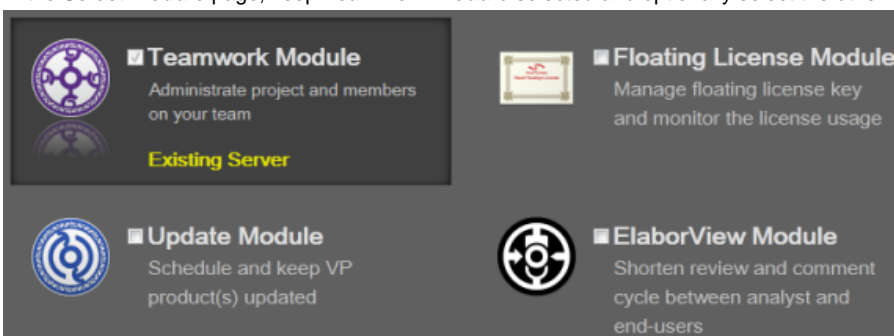 Teamwork Module
Administrate project and members
on your team
Existing Server
Floating License Module
Manage floating license key
and monitor the license usage
Update Module
Schedule and keep VP
product(s) updated
ElaborView Module
Shorten review and comment
cycle between analyst and
end-users